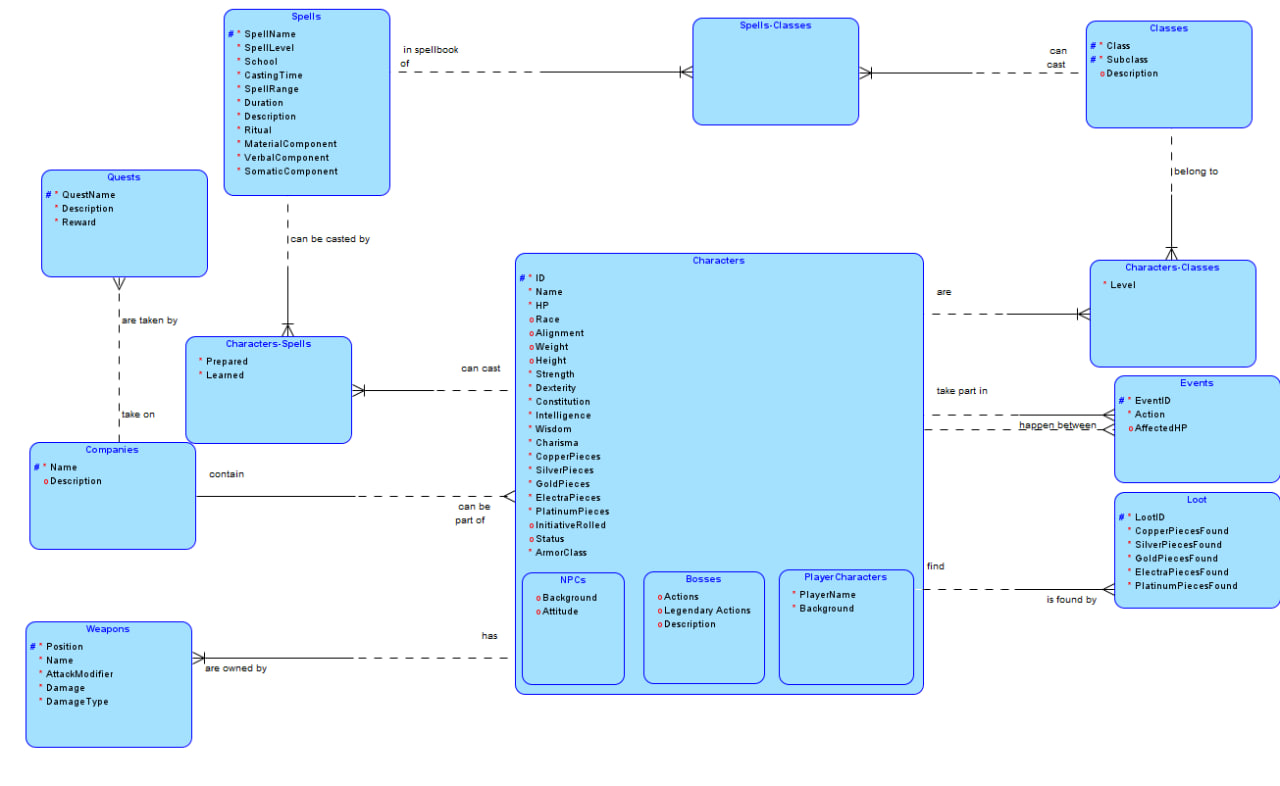 Spells
# * SpellName
* SpellLevel
* School
* CastingTime
* SpellRange
* Duration
* Description
* Ritual
* MaterialComponent
* VerbalComponent
* SomaticComponent
in spellbook
of
Spells-Classes
can
cast
Classes
# * Class
# * Subclass
o Description
belong to
Quests
# * QuestName
* Description
* Reward
can be casted by
are taken by
take on
Characters-Spells
* Prepared
* Learned
can cast
Characters
# * ID
* Name
* HP
o Race
o Alignment
o Weight
o Height
* Strength
* Dexterity
* Constitution
* Intelligence
* Wisdom
* Charisma
* CopperPieces
* SilverPieces
* GoldPieces
* ElectraPieces
* PlatinumPieces
o InitiativeRolled
o Status
* ArmorClass
NPCs
o Background
o Attitude
Bosses
o Actions
o Legendary Actions
o Description
PlayerCharacters
* PlayerName
* Background
are
Characters-Classes
* Level
take part in
happen between
Events
# * EventID
* Action
o AffectedHP
Companies
# * Name
o Description
contain
can be
part of
find
is found by
Loot
# * LootID
* CopperPiecesFound
* SilverPiecesFound
* GoldPiecesFound
* ElectraPiecesFound
* PlatinumPiecesFound
Weapons
# * Position
* Name
* AttackModifier
* Damage
* DamageType
has
are owned by